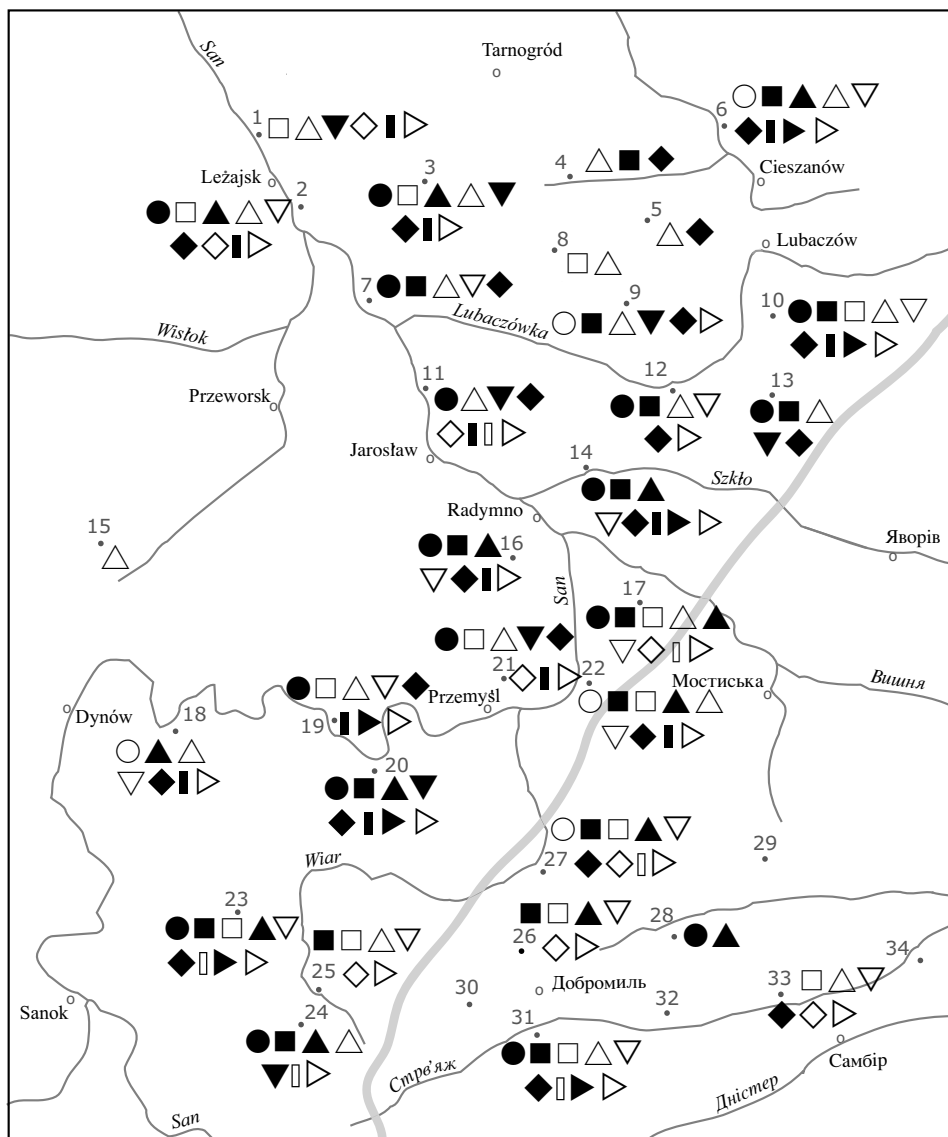 San
Tarnogród
6
1
Cieszanów
4
3
Leżajsk
2
5
Lubaczów
8
7
9
10
Lubaczówka
Wisłok
11
12
13
Przeworsk
Jarosław
14
Szkło
Radymno
15
16
Яворів
San
17
21
22
Мостиська
Вишня
Dynów
18
Przemyśl
19
20
27
29
Wiar
23
28
26
34
25
33
Добромиль
30
32
Sanok
24
31
Самбір
Стрв'яж
Дністер
San